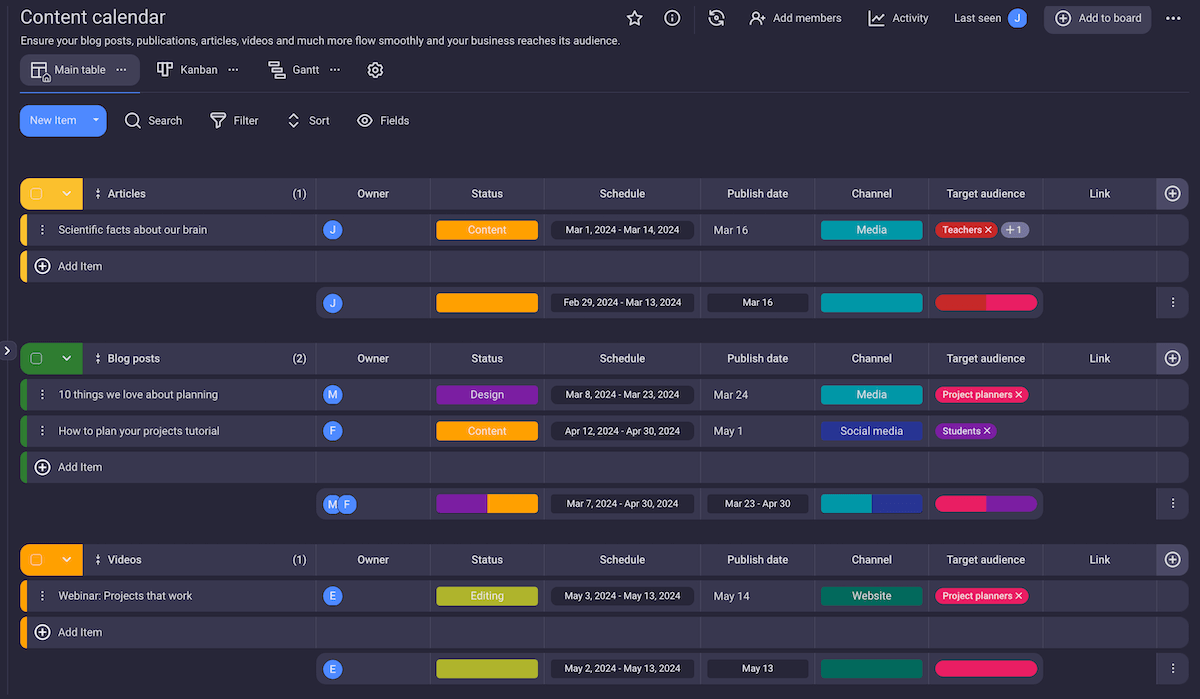 Content calendar
Add members Activity Last seen J Add to board
Ensure your blog posts, publications, articles, videos and much more flow smoothly and your business reaches its audience.
Main table Kanban Gantt
New Item Search Filter Sort Fields
Articles (1) Owner Status Schedule Publish date Channel Target audience Link
Scientific facts about our brain J Content Mar 1, 2024 - Mar 14, 2024 Mar 16 Media Teachers +1
Add Item
J Feb 29, 2024 - Mar 13, 2024 Mar 16
Blog posts (2) Owner Status Schedule Publish date Channel Target audience Link
10 things we love about planning M Design Mar 8, 2024 - Mar 23, 2024 Mar 24 Media Project planners
How to plan your projects tutorial F Content Apr 12, 2024 - Apr 30, 2024 May 1 Social media Students
Add Item
M F Mar 7, 2024 - Apr 30, 2024 Mar 23 - Apr 30
Videos (1) Owner Status Schedule Publish date Channel Target audience Link
Webinar: Projects that work E Editing May 3, 2024 - May 13, 2024 May 14 Website Project planners
Add Item
E May 2, 2024 - May 13, 2024 May 13